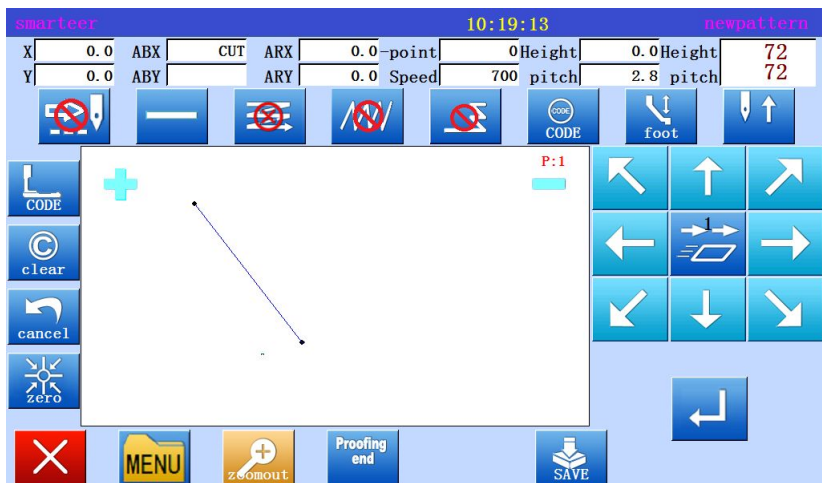 smarteer 10:19:13 newpattern
X 0.0 ABX CUT ARX 0.0 -point 0 Height 0.0 Height 72
Y 0.0 ABY ARY 0.0 Speed 700 pitch 2.8 pitch 72
CODE
CODE foot
P:1
CODE
1
C
clear
cancel
zero
MENU zoomout Proofing
end
SAVE